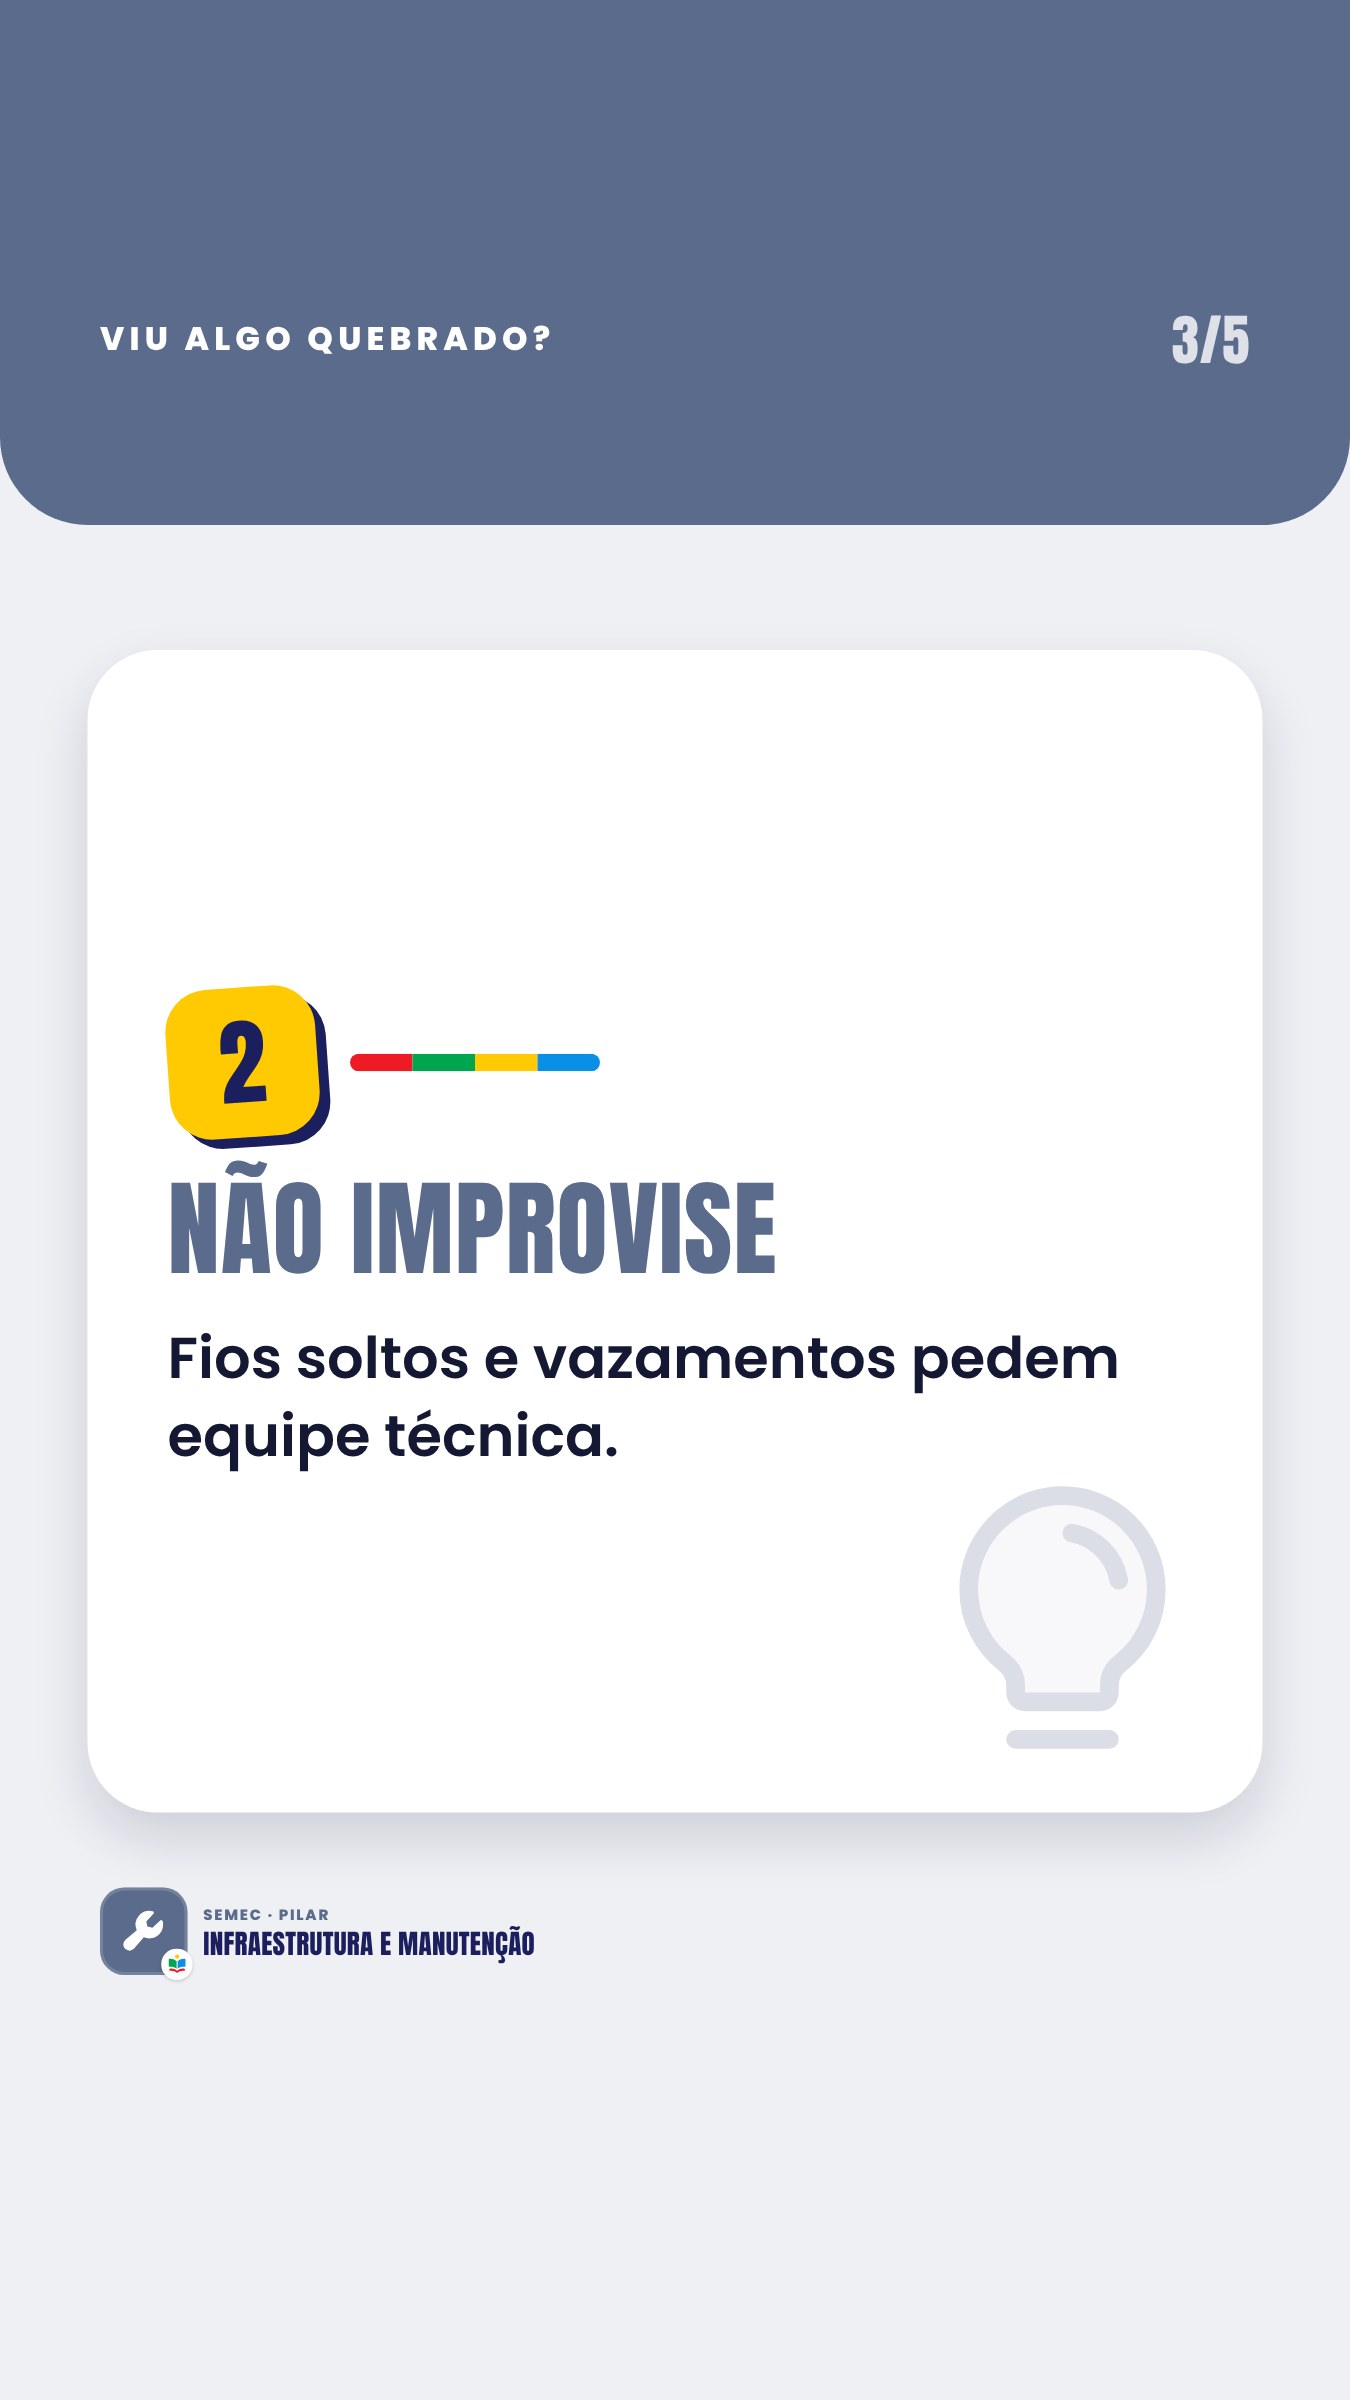 VIU ALGO QUEBRADO?
3/5
2
NÃO IMPROVISE
Fios soltos e vazamentos pedem
equipe técnica.
SEMEC · PILAR
INFRAESTRUTURA E MANUTENÇÃO